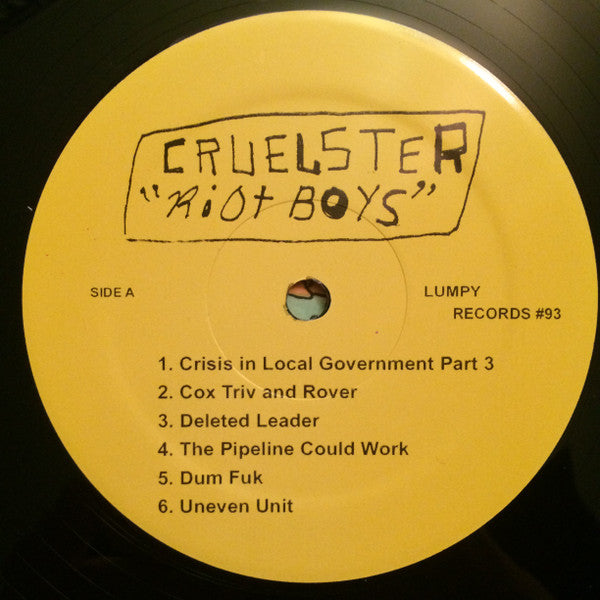 CRUELSTER
"RiOt BOYS"
SIDE A
LUMPY
RECORDS #93
1. Crisis in Local Government Part 3
2. Cox Triv and Rover
3. Deleted Leader
4. The Pipeline Could Work
5. Dum Fuk
6. Uneven Unit